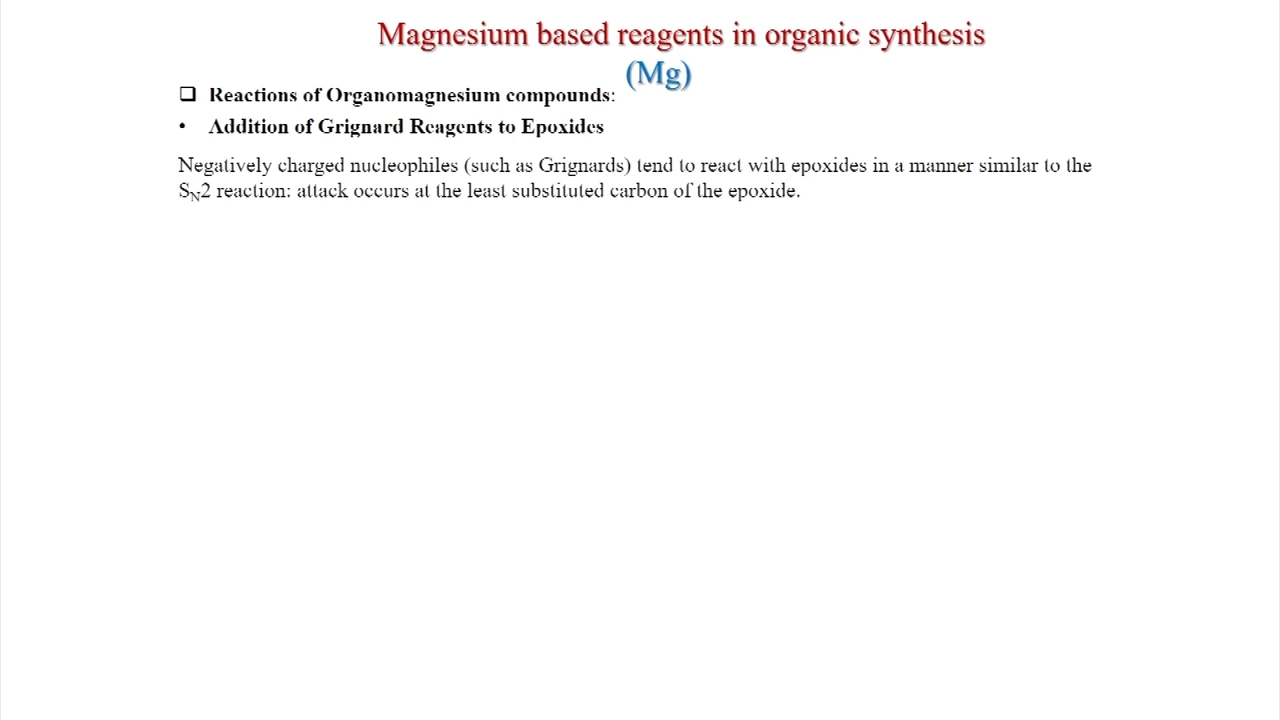 Magnesium based reagents in organic synthesis
(Mg)
❑ Reactions of Organomagnesium compounds:
• Addition of Grignard Reagents to Epoxides
Negatively charged nucleophiles (such as Grignards) tend to react with epoxides in a manner similar to the
SN2 reaction: attack occurs at the least substituted carbon of the epoxide.